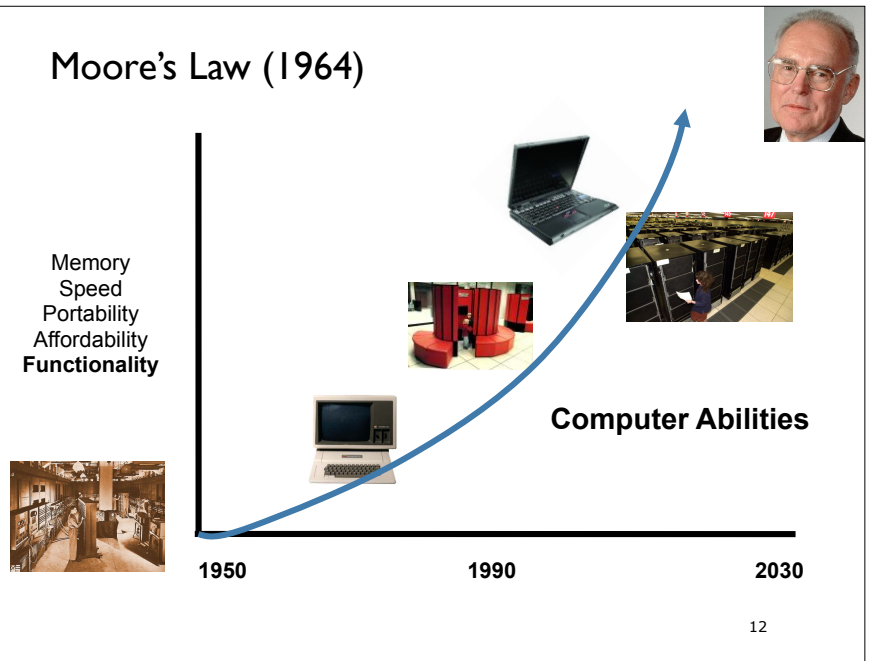 Moore's Law (1964)
Memory
Speed
Portability
Affordability
Functionality
Computer Abilities
1950 1990 2030
12